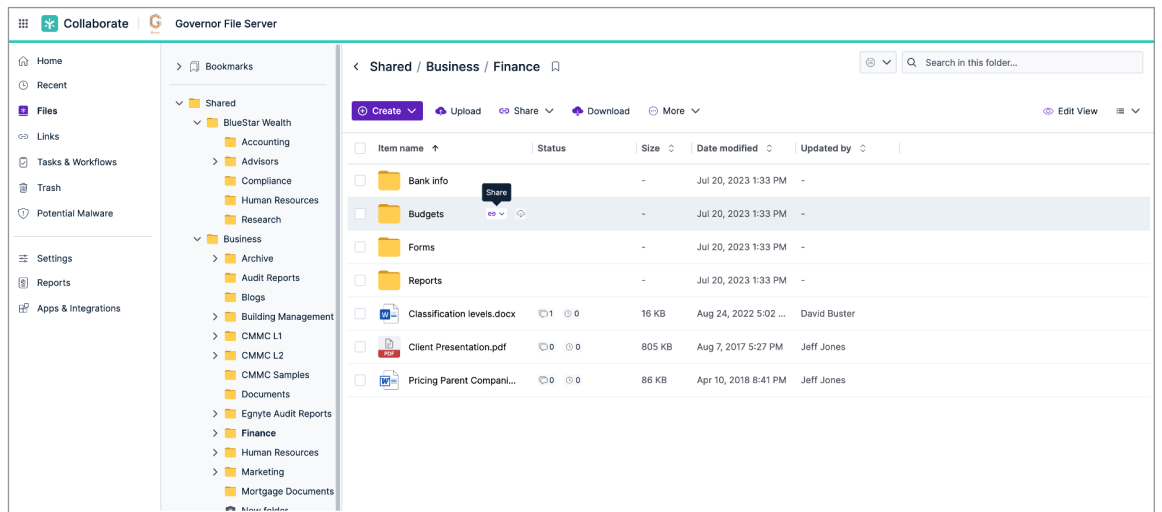 Collaborate
Governor File Server
Home
Recent
Files
Links
Tasks & Workflows
Trash
Potential Malware
Settings
Reports
Apps & Integrations
Bookmarks
Shared
BlueStar Wealth
Accounting
Advisors
Compliance
Human Resources
Research
Business
Archive
Audit Reports
Blogs
Building Management
CMMC L1
CMMC L2
CMMC Samples
Documents
Egnyte Audit Reports
Finance
Human Resources
Marketing
Mortgage Documents
New folder
Shared / Business / Finance
Search in this folder...
Create Upload Share Download More Edit View
Item name Status Size Date modified Updated by
Bank info - Jul 20, 2023 1:33 PM -
Share
Budgets - Jul 20, 2023 1:33 PM -
Forms - Jul 20, 2023 1:33 PM -
Reports - Jul 20, 2023 1:33 PM -
W Classification levels.docx 1 0 16 KB Aug 24, 2022 5:02 ... David Buster
PDF Client Presentation.pdf 0 0 805 KB Aug 7, 2017 5:27 PM Jeff Jones
W Pricing Parent Compani... 0 0 86 KB Apr 10, 2018 8:41 PM Jeff Jones